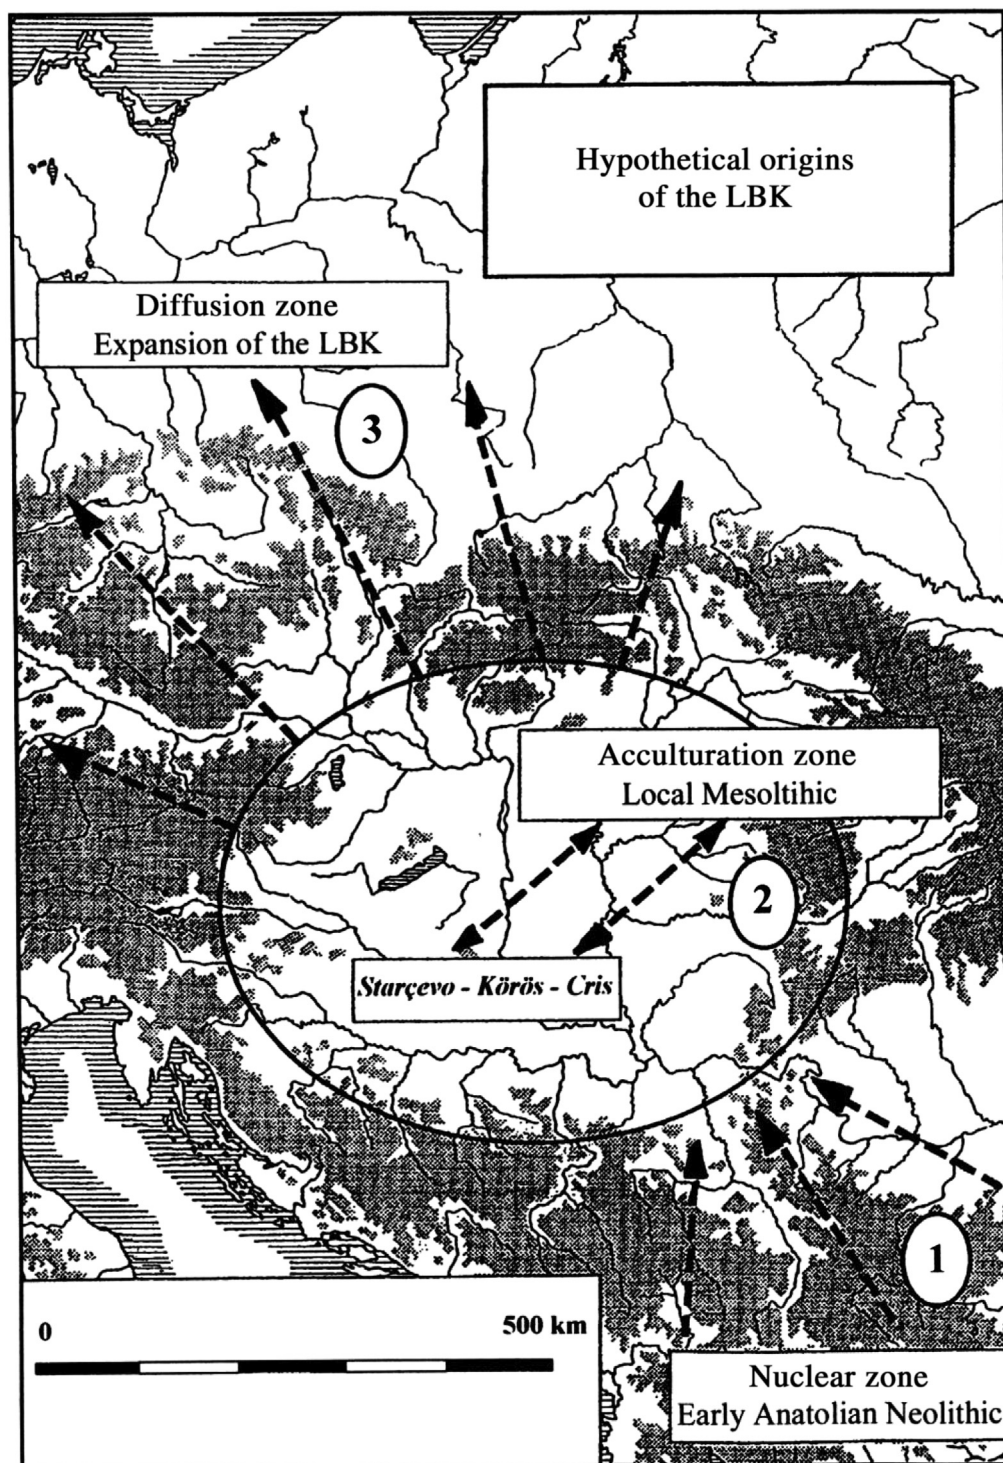 Hypothetical origins
of the LBK
Diffusion zone
Expansion of the LBK
3
Acculturation zone
Local Mesoltihic
2
Starçevo - Körös - Cris
1
0
500 km
Nuclear zone
Early Anatolian Neolithic